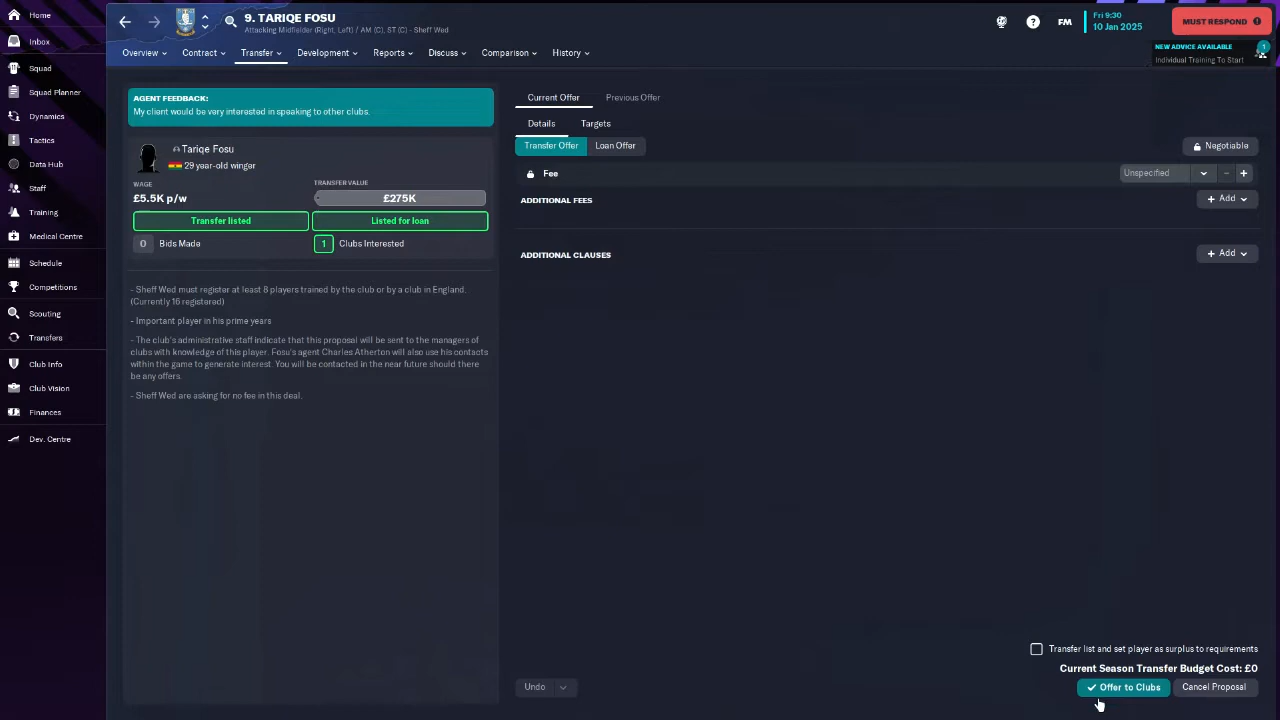 Home
Inbox
Squad
Squad Planner
Dynamics
Tactics
Data Hub
Staff
Training
Medical Centre
Schedule
Competitions
Scouting
Transfers
Club Info
Club Vision
Finances
Dev. Centre
9. TARIQE FOSU
Attacking Midfielder (Right, Left) / AM (C), ST (C) - Sheff Wed
FM
Fri 9:30
10 Jan 2025
MUST RESPOND
Overview
Contract
Transfer
Development
Reports
Discuss
Comparison
History
NEW ADVICE AVAILABLE
Individual Training To Start
1
AGENT FEEDBACK:
My client would be very interested in speaking to other clubs.
Tariqe Fosu
29 year-old winger
WAGE
£5.5K p/w
TRANSFER VALUE
£275K
Transfer listed
Listed for loan
0 Bids Made
1 Clubs Interested
- Sheff Wed must register at least 8 players trained by the club or by a club in England.
(Currently 16 registered)
- Important player in his prime years
- The club's administrative staff indicate that this proposal will be sent to the managers of
clubs with knowledge of this player. Fosu's agent Charles Atherton will also use his contacts
within the game to generate interest. You will be contacted in the near future should there
be any offers.
- Sheff Wed are asking for no fee in this deal.
Current Offer
Previous Offer
Details
Targets
Transfer Offer
Loan Offer
Negotiable
Fee
Unspecified
ADDITIONAL FEES
+ Add
ADDITIONAL CLAUSES
+ Add
Transfer list and set player as surplus to requirements
Current Season Transfer Budget Cost: £0
Undo
Offer to Clubs
Cancel Proposal